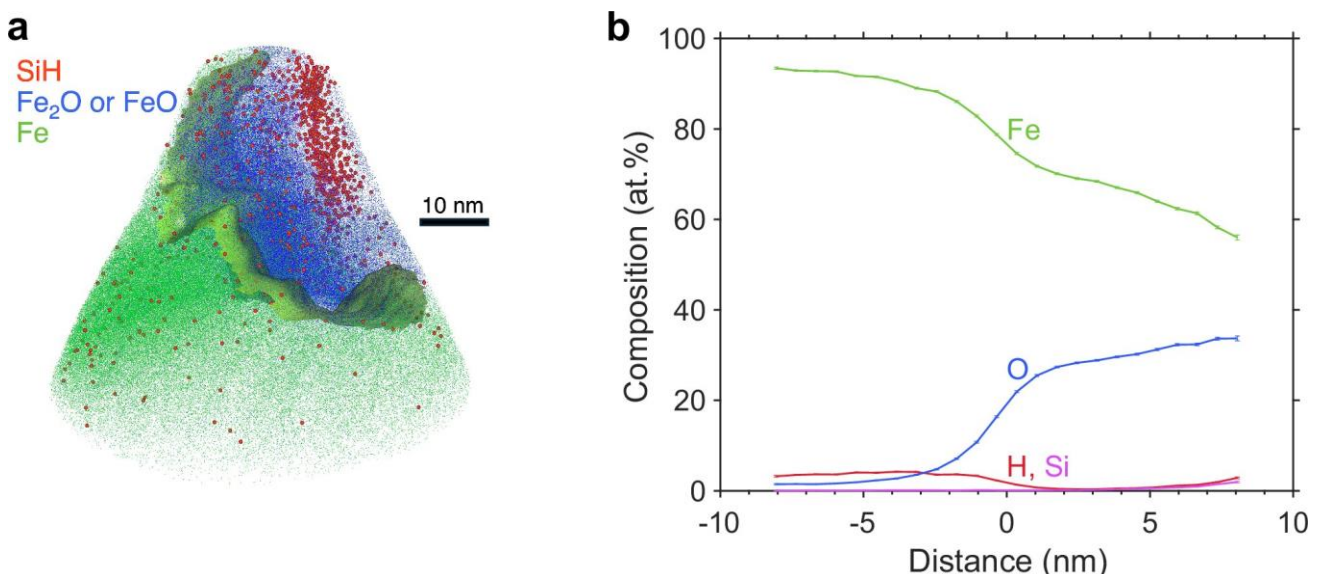 a
SiH
Fe₂O or FeO
Fe
10 nm
b
Composition (at.%)
100
80
60
40
20
0
Fe
O
H, Si
-10
-5
0
5
10
Distance (nm)